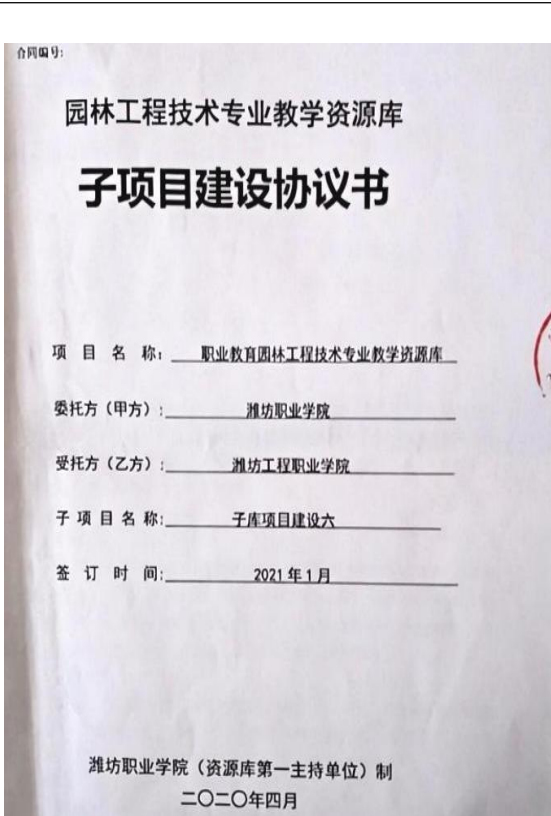 合同编号:
园林工程技术专业教学资源库
子项目建设协议书
项目名称: 职业教育园林工程技术专业教学资源库
委托方（甲方）: 潍坊职业学院
受托方（乙方）: 潍坊工程职业学院
子项目名称: 子库项目建设六
签订时间: 2021年1月
潍坊职业学院（资源库第一主持单位）制
二〇二〇年四月